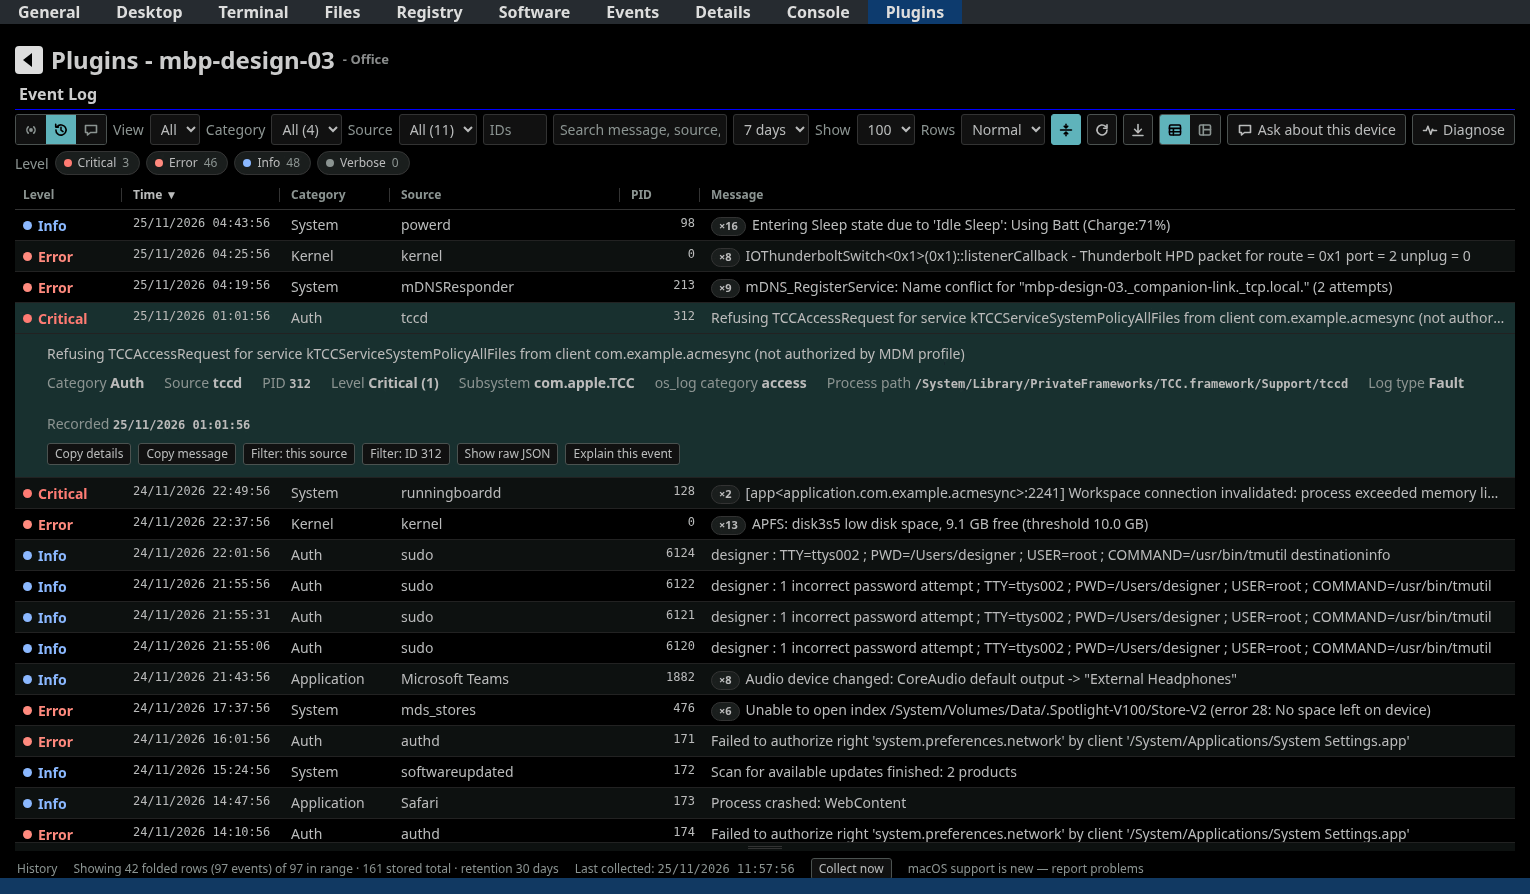 General Desktop Terminal Files Registry Software Events Details Console Plugins
Plugins - mbp-design-03 - Office
Event Log
View All Category All (4) Source All (11) IDs Search message, source, 7 days Show 100 Rows Normal Ask about this device Diagnose
Level Critical 3 Error 46 Info 48 Verbose 0
Level Time ▼ Category Source PID Message
Info 25/11/2026 04:43:56 System powerd 98 ×16 Entering Sleep state due to 'Idle Sleep': Using Batt (Charge:71%)
Error 25/11/2026 04:25:56 Kernel kernel 0 ×8 IOThunderboltSwitch<0x1>(0x1)::listenerCallback - Thunderbolt HPD packet for route = 0x1 port = 2 unplug = 0
Error 25/11/2026 04:19:56 System mDNSResponder 213 ×9 mDNS_RegisterService: Name conflict for "mbp-design-03._companion-link._tcp.local." (2 attempts)
Critical 25/11/2026 01:01:56 Auth tccd 312 Refusing TCCAccessRequest for service kTCCServiceSystemPolicyAllFiles from client com.example.acmesync (not author...
Refusing TCCAccessRequest for service kTCCServiceSystemPolicyAllFiles from client com.example.acmesync (not authorized by MDM profile)
Category Auth Source tccd PID 312 Level Critical (1) Subsystem com.apple.TCC os_log category access Process path /System/Library/PrivateFrameworks/TCC.framework/Support/tccd Log type Fault
Recorded 25/11/2026 01:01:56
Copy details Copy message Filter: this source Filter: ID 312 Show raw JSON Explain this event
Critical 24/11/2026 22:49:56 System runningboardd 128 ×2 [app<application.com.example.acmesync>:2241] Workspace connection invalidated: process exceeded memory li...
Error 24/11/2026 22:37:56 Kernel kernel 0 ×13 APFS: disk3s5 low disk space, 9.1 GB free (threshold 10.0 GB)
Info 24/11/2026 22:01:56 Auth sudo 6124 designer : TTY=ttys002 ; PWD=/Users/designer ; USER=root ; COMMAND=/usr/bin/tmutil destinationinfo
Info 24/11/2026 21:55:56 Auth sudo 6122 designer : 1 incorrect password attempt ; TTY=ttys002 ; PWD=/Users/designer ; USER=root ; COMMAND=/usr/bin/tmutil
Info 24/11/2026 21:55:31 Auth sudo 6121 designer : 1 incorrect password attempt ; TTY=ttys002 ; PWD=/Users/designer ; USER=root ; COMMAND=/usr/bin/tmutil
Info 24/11/2026 21:55:06 Auth sudo 6120 designer : 1 incorrect password attempt ; TTY=ttys002 ; PWD=/Users/designer ; USER=root ; COMMAND=/usr/bin/tmutil
Info 24/11/2026 21:43:56 Application Microsoft Teams 1882 ×8 Audio device changed: CoreAudio default output -> "External Headphones"
Error 24/11/2026 17:37:56 System mds_stores 476 ×6 Unable to open index /System/Volumes/Data/.Spotlight-V100/Store-V2 (error 28: No space left on device)
Error 24/11/2026 16:01:56 Auth authd 171 Failed to authorize right 'system.preferences.network' by client '/System/Applications/System Settings.app'
Info 24/11/2026 15:24:56 System softwareupdated 172 Scan for available updates finished: 2 products
Info 24/11/2026 14:47:56 Application Safari 173 Process crashed: WebContent
Error 24/11/2026 14:10:56 Auth authd 174 Failed to authorize right 'system.preferences.network' by client '/System/Applications/System Settings.app'
History Showing 42 folded rows (97 events) of 97 in range · 161 stored total · retention 30 days Last collected: 25/11/2026 11:57:56 Collect now macOS support is new — report problems